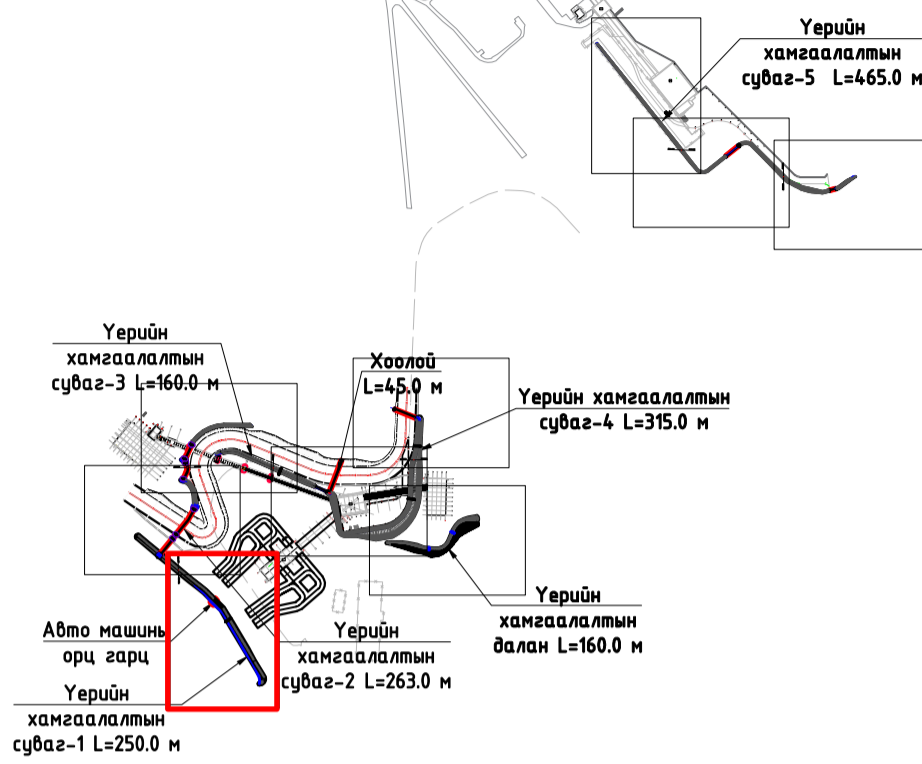 Үерийн
хамгаалалтын
суваг-5 L=465.0 м
Үерийн
хамгаалалтын
суваг-3 L=160.0 м
Хоолой
L=45.0 м
Үерийн хамгаалалтын
суваг-4 L=315.0 м
Үерийн
хамгаалалтын
далан L=160.0 м
Авто машины
орц гарц
Үерийн
хамгаалалтын
суваг-2 L=263.0 м
Үерийн
хамгаалалтын
суваг-1 L=250.0 м